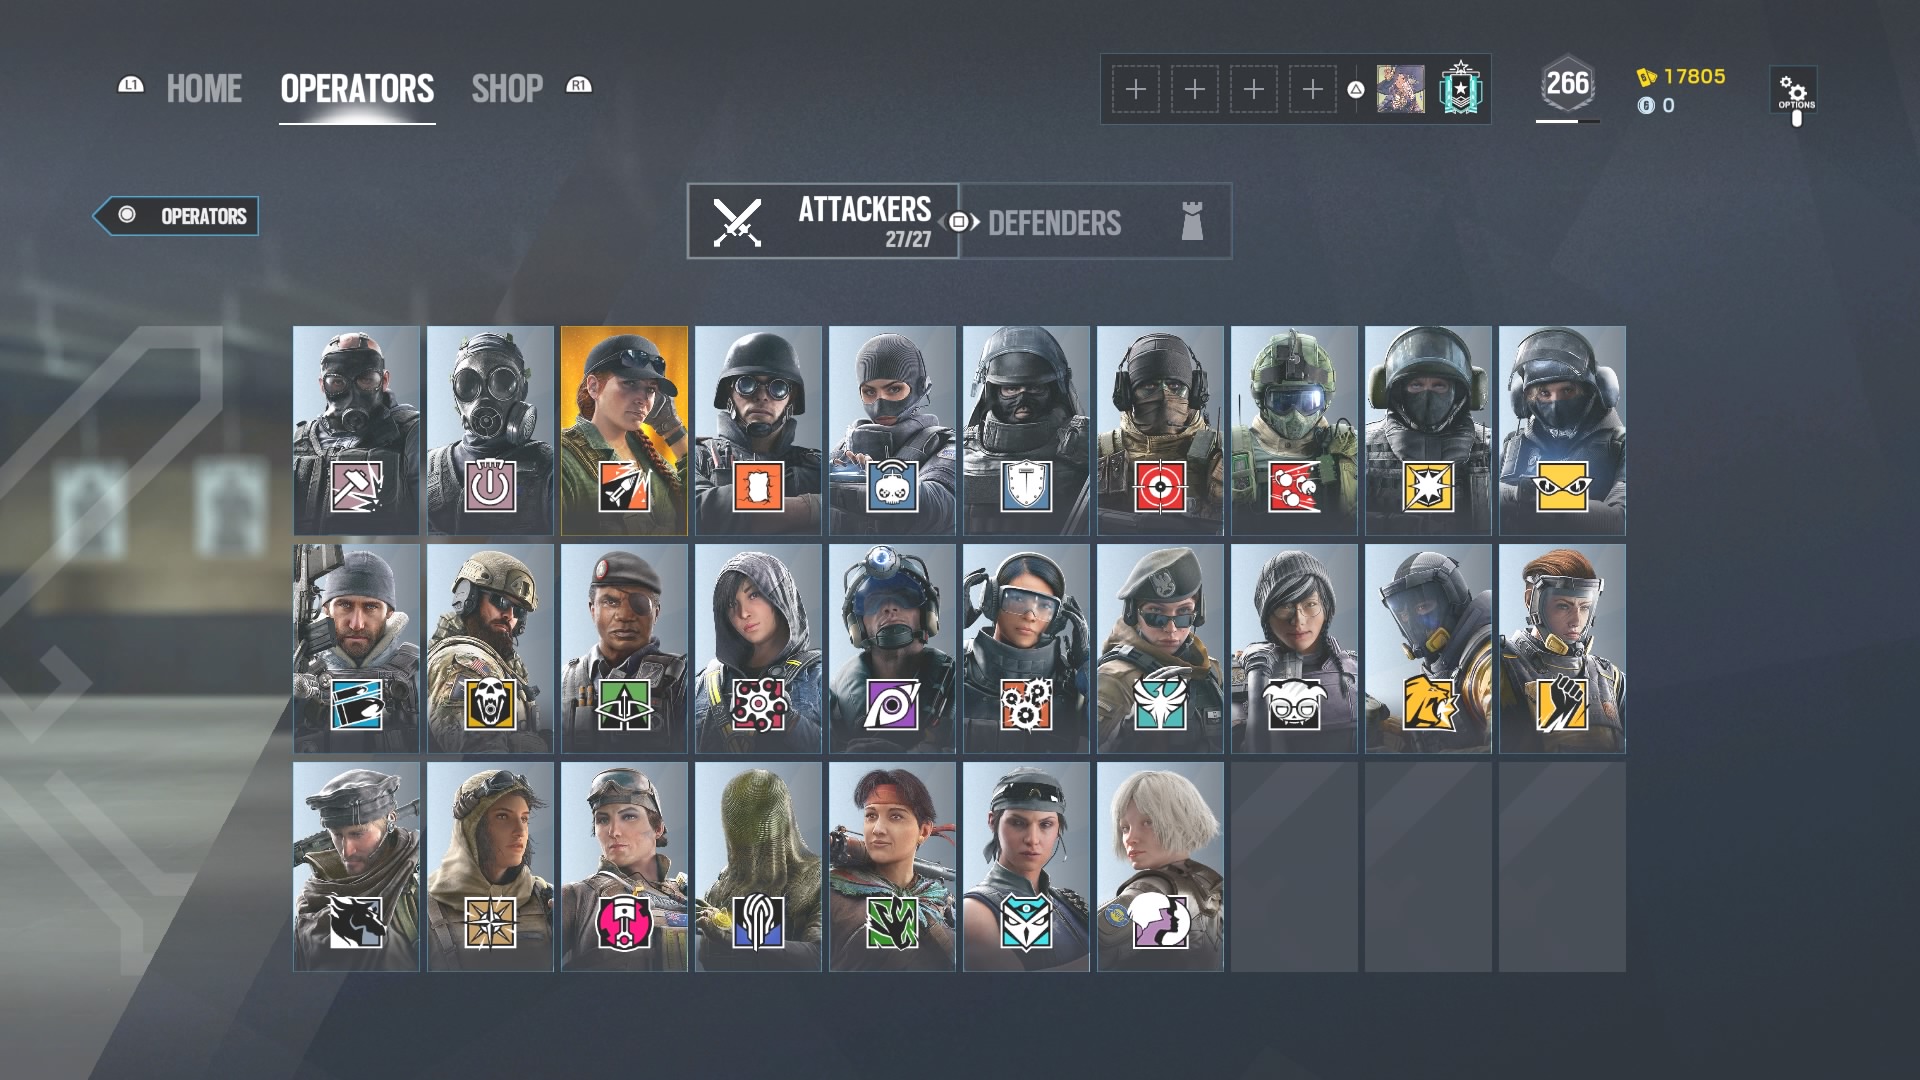 L1 HOME OPERATORS SHOP R1
266
17805
0
OPTIONS
OPERATORS
ATTACKERS
27/27
DEFENDERS